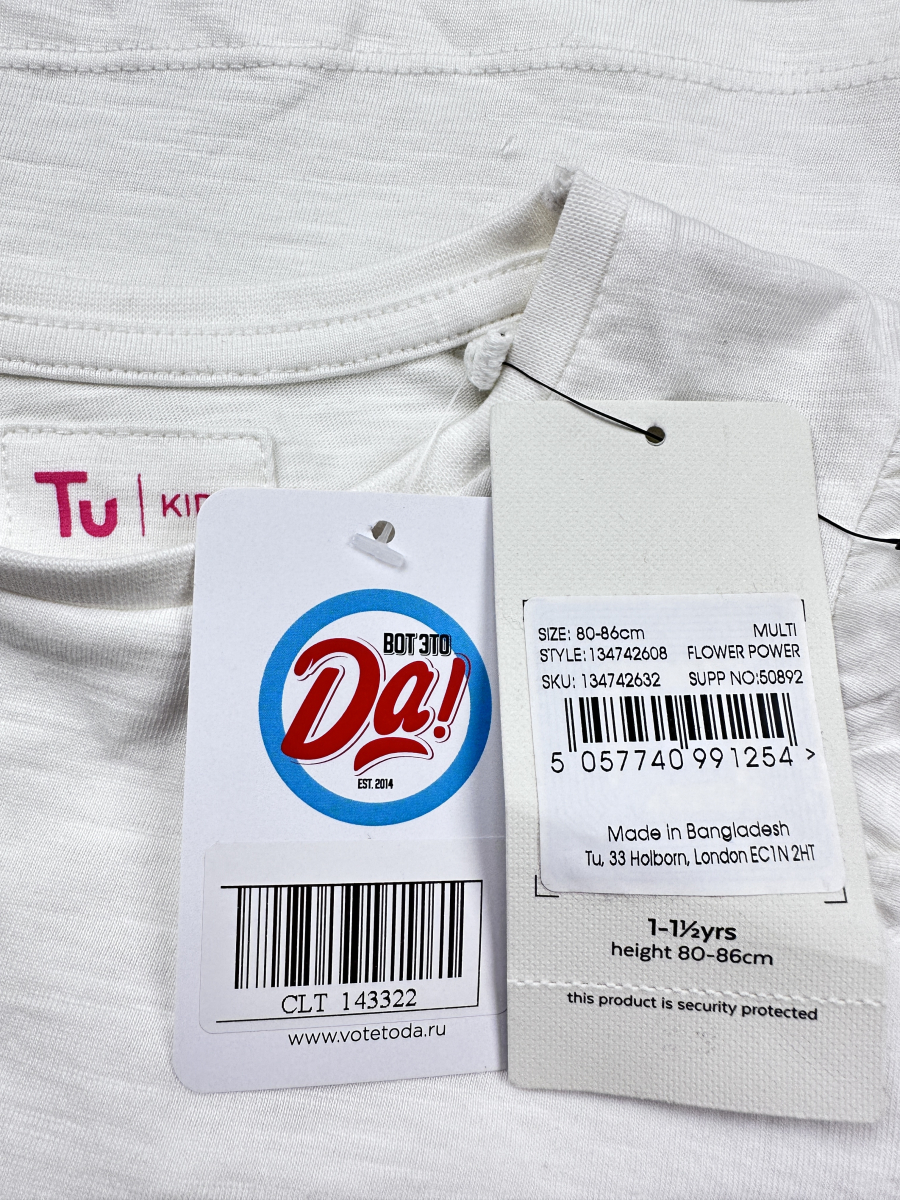 Tu
ВОТ ЭТО
Да!
EST. 2014
CLT 143322
www.votetoda.ru
SIZE: 80-86cm MULTI
STYLE: 134742608 FLOWER POWER
SKU: 134742632 SUPP NO:50892
5 057740 991254 >
Made in Bangladesh
Tu, 33 Holborn, London EC1N 2HT
1-1½yrs
height 80-86cm
this product is security protected